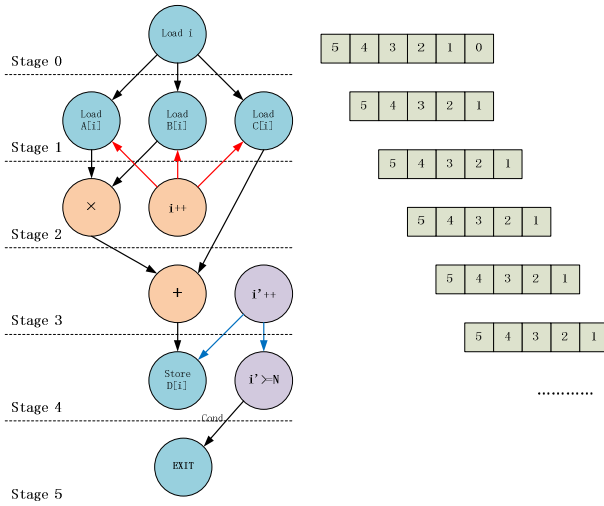 Load i
Stage 0
5 4 3 2 1 0
Load
A[i]
Load
B[i]
Load
C[i]
5 4 3 2 1
Stage 1
5 4 3 2 1
×
i++
Stage 2
5 4 3 2 1
+
i'++
5 4 3 2 1
Stage 3
5 4 3 2 1
Store
D[i]
i'>=N
…………
Stage 4
Cond
EXIT
Stage 5